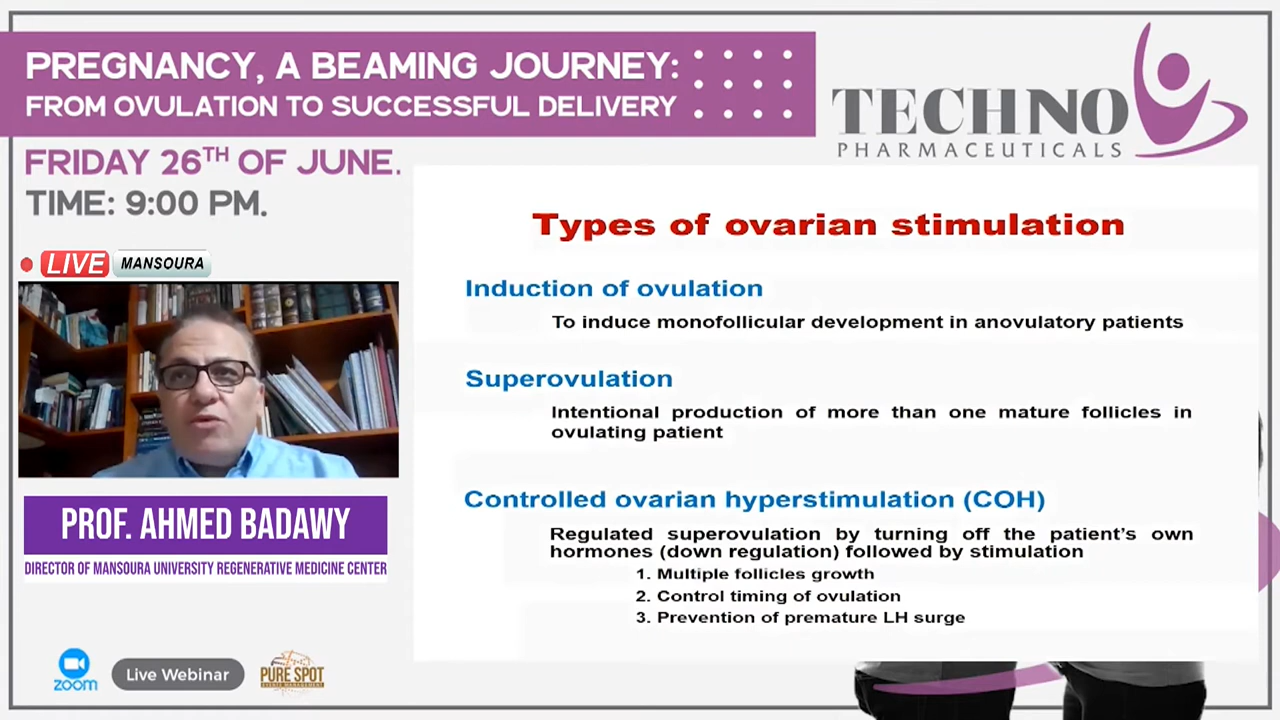 PREGNANCY, A BEAMING JOURNEY:
FROM OVULATION TO SUCCESSFUL DELIVERY
TECHNO
PHARMACEUTICALS
FRIDAY 26TH OF JUNE.
TIME: 9:00 PM.
LIVE MANSOURA
PROF. AHMED BADAWY
DIRECTOR OF MANSOURA UNIVERSITY REGENERATIVE MEDICINE CENTER
Types of ovarian stimulation
Induction of ovulation
To induce monofollicular development in anovulatory patients
Superovulation
Intentional production of more than one mature follicles in
ovulating patient
Controlled ovarian hyperstimulation (COH)
Regulated superovulation by turning off the patient's own
hormones (down regulation) followed by stimulation
1. Multiple follicles growth
2. Control timing of ovulation
3. Prevention of premature LH surge
zoom
Live Webinar
PURE SPOT
EVENTS MANAGEMENT